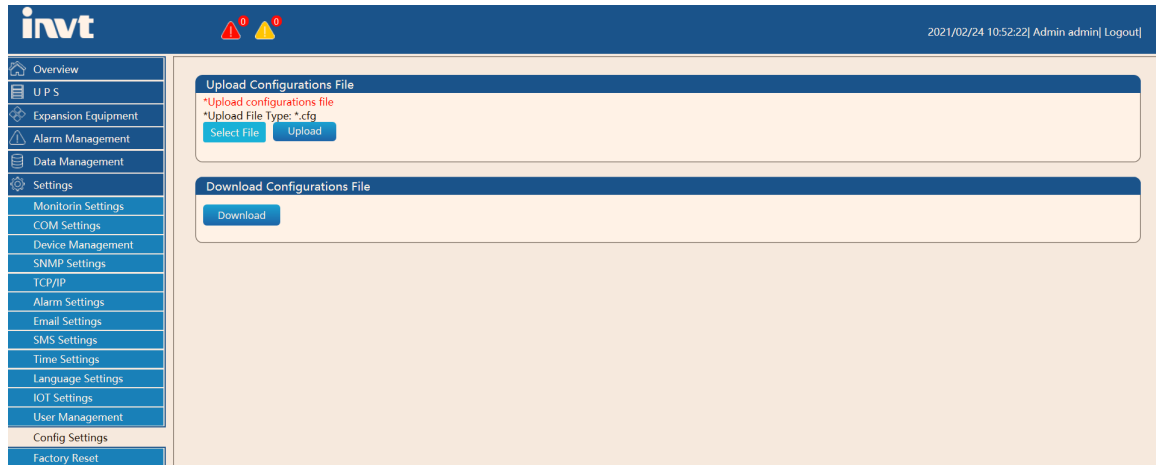 invt
0 0
2021/02/24 10:52:22| Admin admin| Logout|
Overview
UPS
Expansion Equipment
Alarm Management
Data Management
Settings
Monitorin Settings
COM Settings
Device Management
SNMP Settings
TCP/IP
Alarm Settings
Email Settings
SMS Settings
Time Settings
Language Settings
IOT Settings
User Management
Config Settings
Factory Reset
Upload Configurations File
*Upload configurations file
*Upload File Type: *.cfg
Select File Upload
Download Configurations File
Download